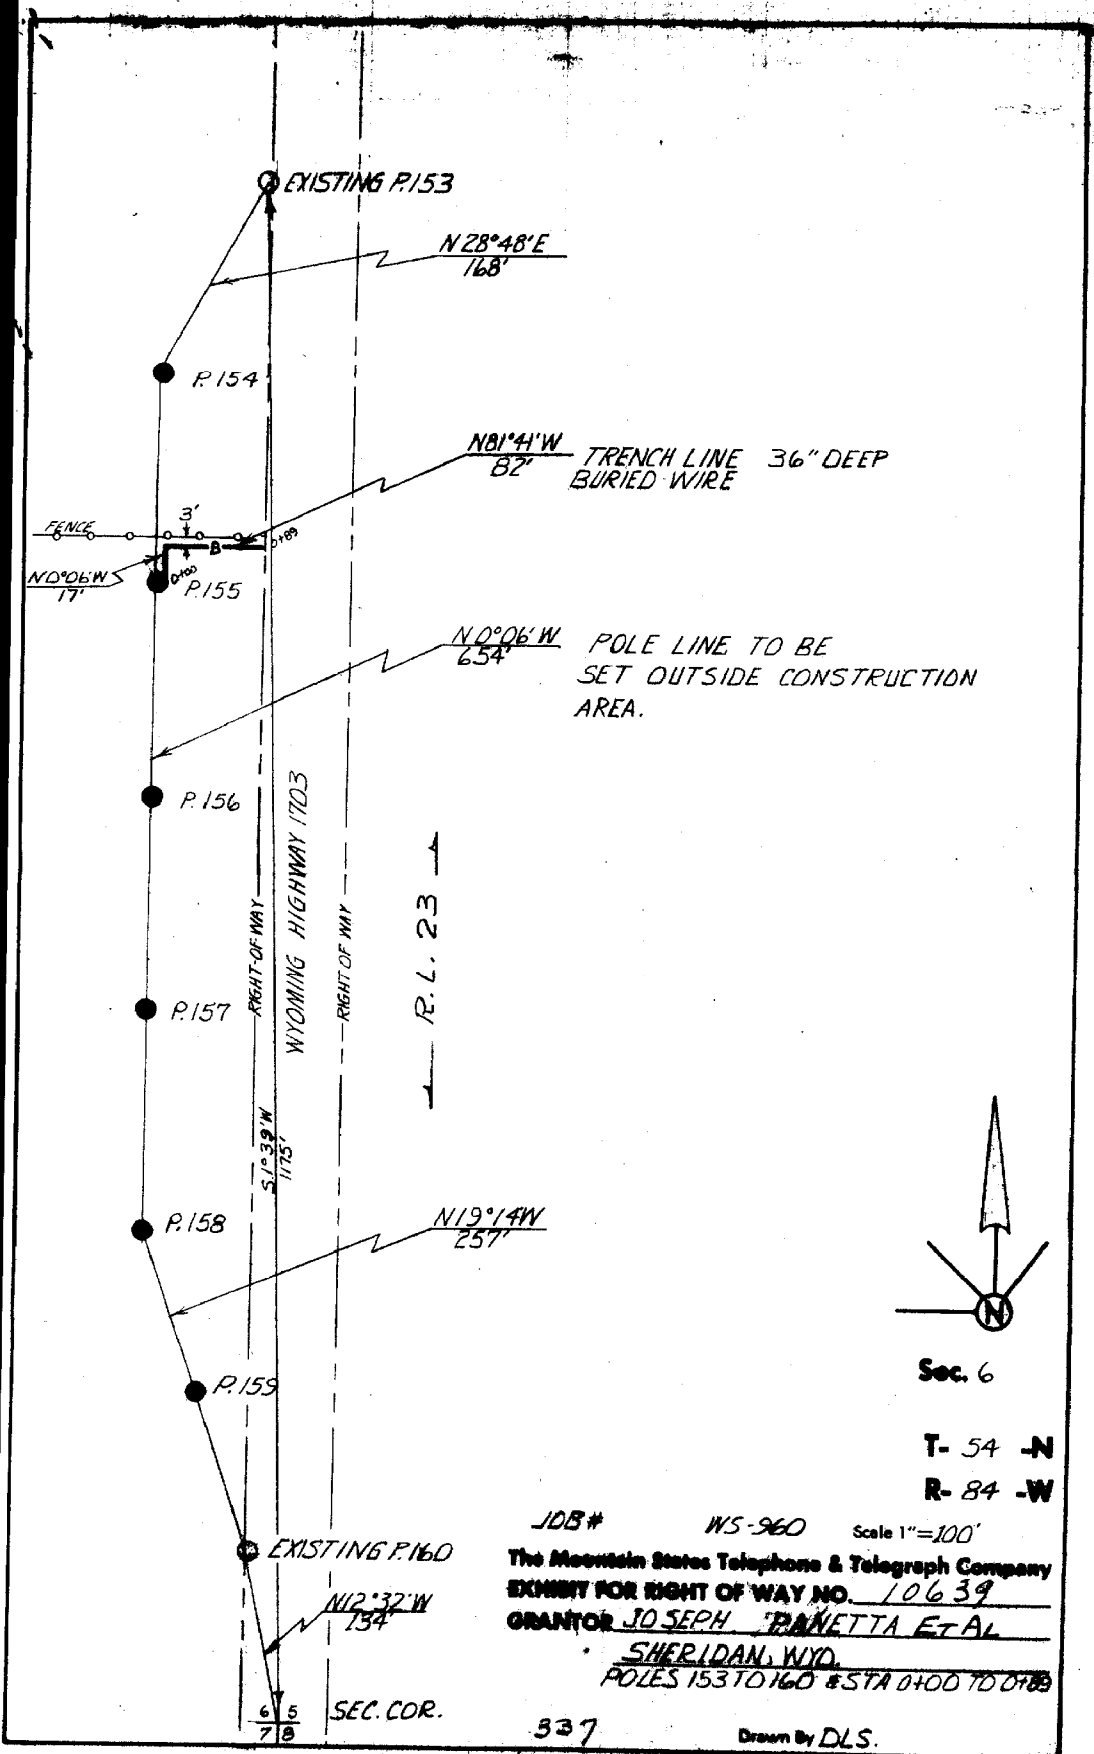 EXISTING P.153
N 28°48'E
168'
P.154
N81°41'W
82'
TRENCH LINE 36" DEEP
BURIED WIRE
3'
FENCE
B
0+89
N0°06'W
17'
0+00
P.155
N 0°06'W
654'
POLE LINE TO BE
SET OUTSIDE CONSTRUCTION
AREA.
P.156
RIGHT-OF-WAY
WYOMING HIGHWAY 1703
RIGHT OF WAY
R.L. 23
P.157
S.1°39'W
1175'
P.158
N19°14'W
257'
P.159
N
Sec. 6
T- 54 -N
R- 84 -W
EXISTING P.160
N12°32'W
134'
JOB # WS-960 Scale 1"=100'
The Mountain States Telephone & Telegraph Company
EXHIBIT FOR RIGHT OF WAY NO. 10639
GRANTOR JOSEPH PANETTA ET AL
SHERIDAN, WYO.
POLES 153 TO 160 & STA 0+00 TO 0+89
6 5
7 8
SEC. COR.
337
Drawn By DLS.